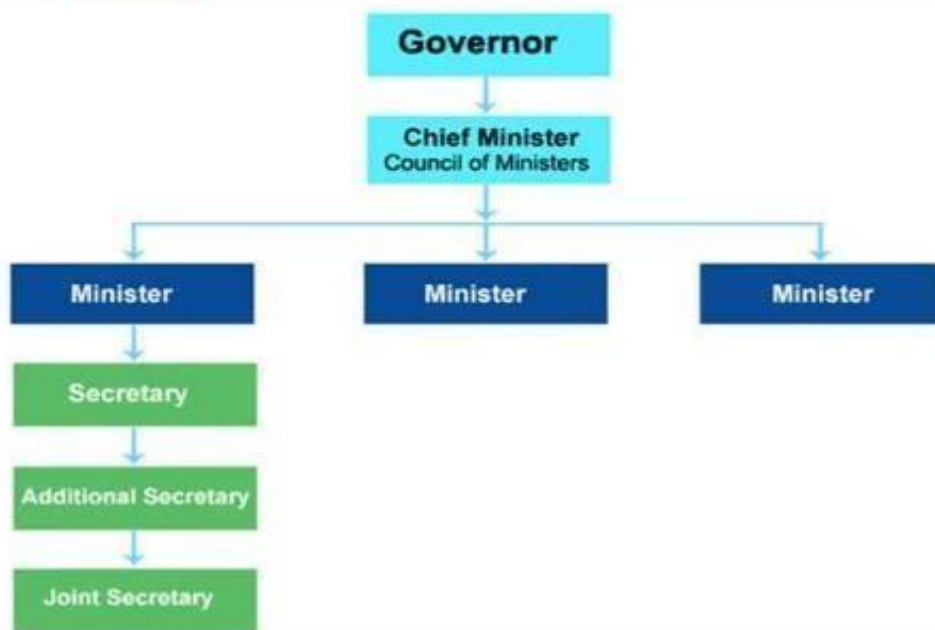 Governor
Chief Minister
Council of Ministers
Minister
Minister
Minister
Secretary
Additional Secretary
Joint Secretary